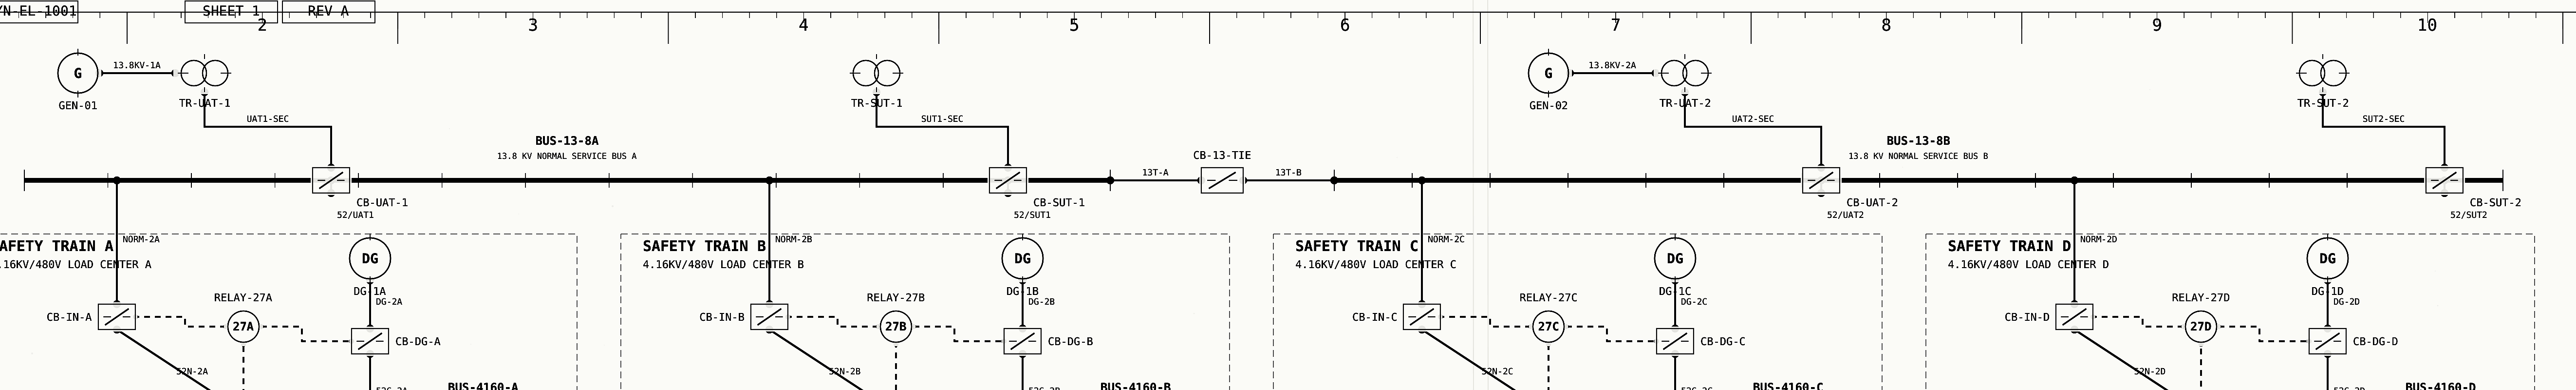 YN-EL-1001 SHEET 1 REV A
2 3 4 5 6 7 8 9 10
G 13.8KV-1A G 13.8KV-2A
GEN-01 TR-UAT-1 TR-SUT-1 GEN-02 TR-UAT-2 TR-SUT-2
UAT1-SEC SUT1-SEC UAT2-SEC SUT2-SEC
BUS-13-8A BUS-13-8B
13.8 KV NORMAL SERVICE BUS A CB-13-TIE 13.8 KV NORMAL SERVICE BUS B
13T-A 13T-B
CB-UAT-1 CB-SUT-1 CB-UAT-2 CB-SUT-2
52/UAT1 52/SUT1 52/UAT2 52/SUT2
NORM-2A NORM-2B NORM-2C NORM-2D
AFETY TRAIN A SAFETY TRAIN B SAFETY TRAIN C SAFETY TRAIN D
.16KV/480V LOAD CENTER A DG 4.16KV/480V LOAD CENTER B DG 4.16KV/480V LOAD CENTER C DG 4.16KV/480V LOAD CENTER D DG
DG-1A DG-1B DG-1C DG-1D
RELAY-27A DG-2A RELAY-27B DG-2B RELAY-27C DG-2C RELAY-27D DG-2D
CB-IN-A CB-IN-B CB-IN-C CB-IN-D
27A 27B 27C 27D
CB-DG-A CB-DG-B CB-DG-C CB-DG-D
52N-2A 52N-2B 52N-2C 52N-2D
BUS-4160-A BUS-4160-B BUS-4160-C BUS-4160-D